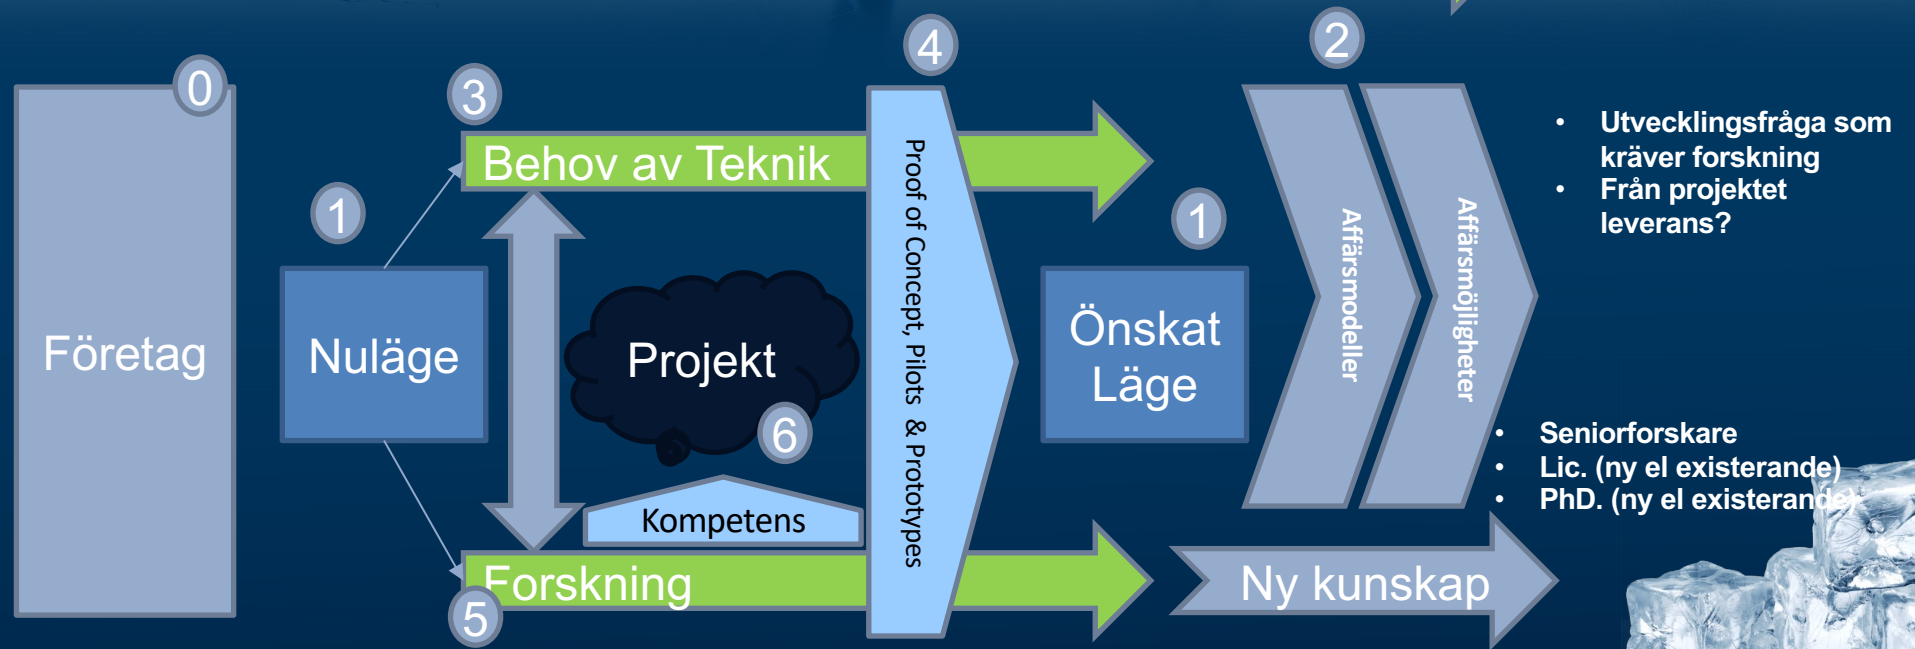 0
Företag
1
Nuläge
3
Behov av Teknik
Projekt
6
Kompetens
5
Forskning
4
Proof of Concept, Pilots & Prototypes
1
Önskat
Läge
2
Affärsmodeller
Affärsmöjligheter
Ny kunskap
• Utvecklingsfråga som
kräver forskning
• Från projektet
leverans?
• Seniorforskare
• Lic. (ny el existerande)
• PhD. (ny el existerande)